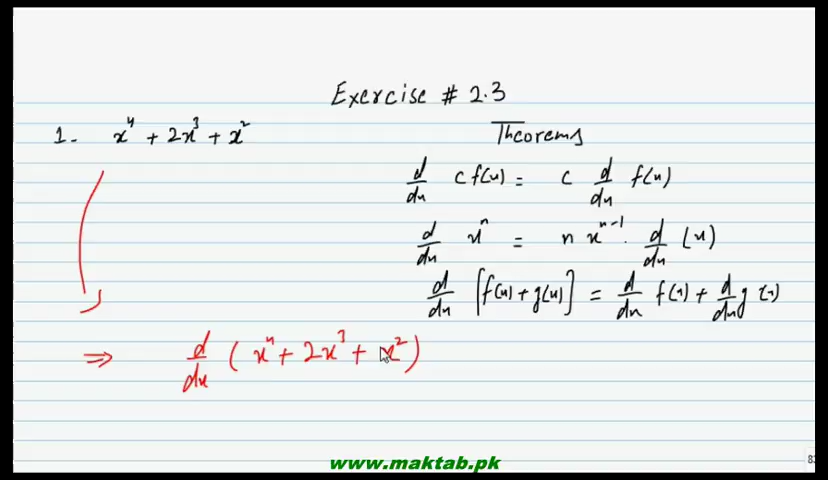 Exercise # 2.3
1. x⁴ + 2x³ + x²
Theorems
d/dx c f(x) = c d/dx f(x)
d/dx xⁿ = n xⁿ⁻¹ . d/dx (x)
d/dx [f(x) + g(x)] = d/dx f(x) + d/dx g(x)
⇒ d/dx (x⁴ + 2x³ + x²)
www.maktab.pk